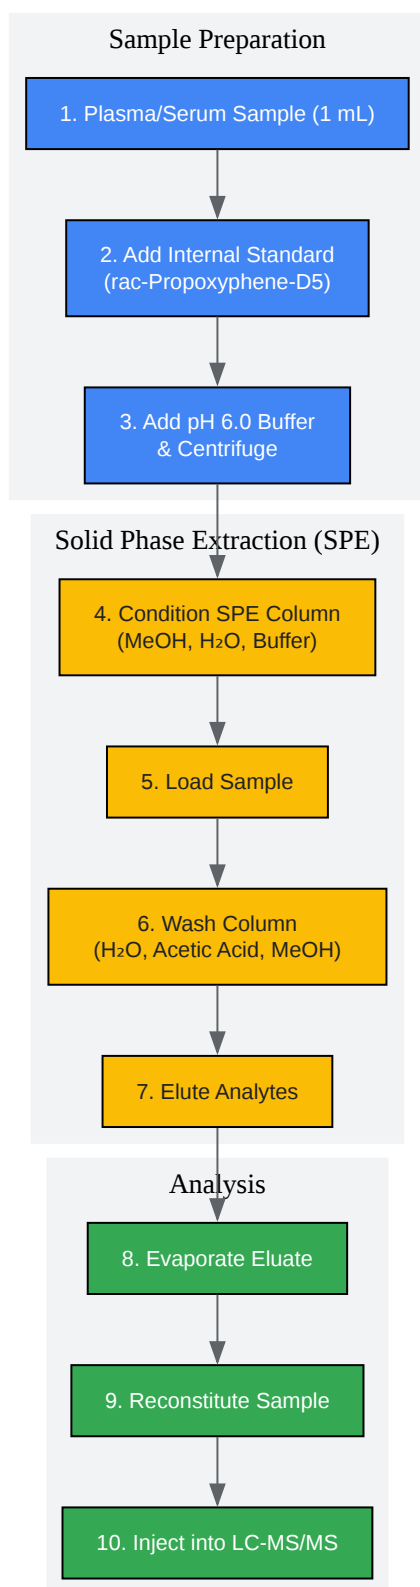 Sample Preparation
1. Plasma/Serum Sample (1 mL)
2. Add Internal Standard
(rac-Propoxyphene-D5)
3. Add pH 6.0 Buffer
& Centrifuge
Solid Phase Extraction (SPE)
4. Condition SPE Column
(MeOH, H₂O, Buffer)
5. Load Sample
6. Wash Column
(H₂O, Acetic Acid, MeOH)
7. Elute Analytes
Analysis
8. Evaporate Eluate
9. Reconstitute Sample
10. Inject into LC-MS/MS